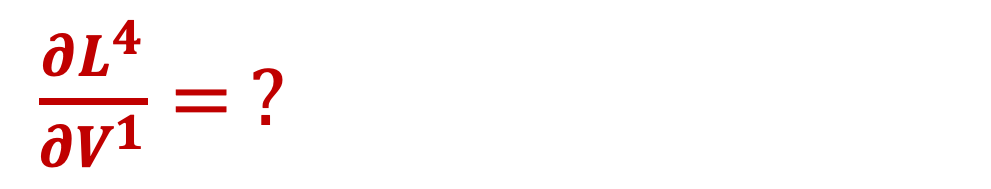 ∂L⁴/∂V¹ = ?